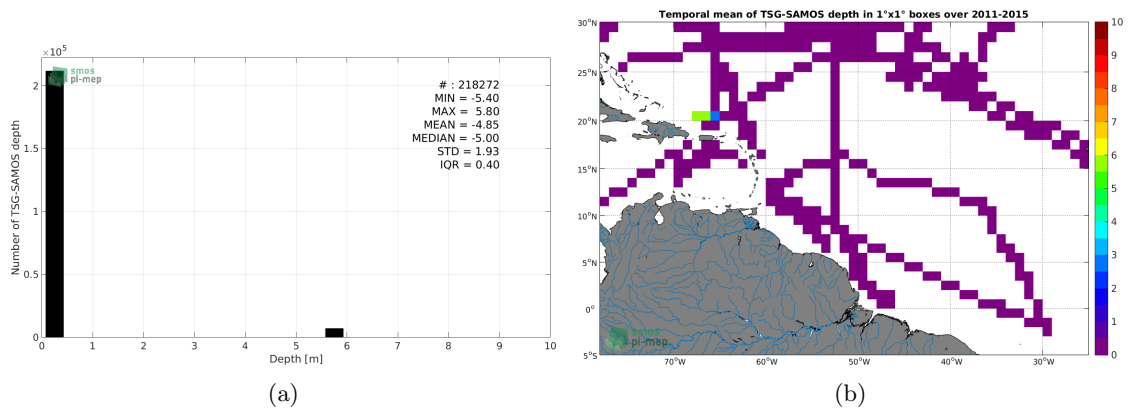 ×10⁵
smos
pi-mep
# : 218272
MIN = -5.40
MAX = 5.80
MEAN = -4.85
MEDIAN = -5.00
STD = 1.93
IQR = 0.40
Number of TSG-SAMOS depth
2
1.5
1
0.5
0
0 1 2 3 4 5 6 7 8 9 10
Depth [m]
(a)
Temporal mean of TSG-SAMOS depth in 1°x1° boxes over 2011-2015
30°N
25°N
20°N
15°N
10°N
5°N
0°
5°S
70°W 60°W 50°W 40°W 30°W
smos
pi-mep
10
9
8
7
6
5
4
3
2
1
0
(b)